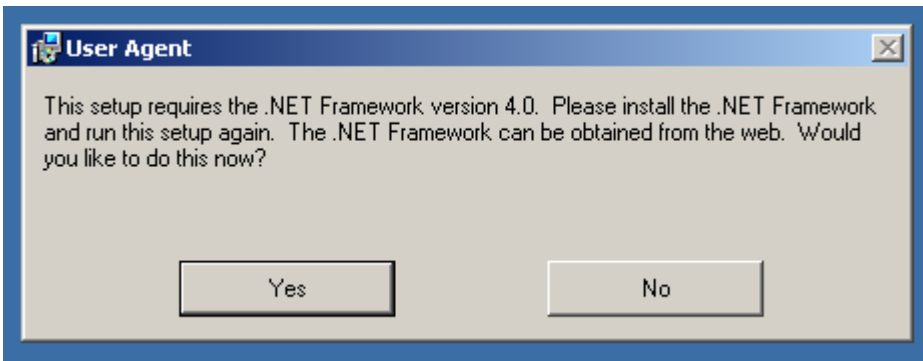 User Agent
This setup requires the .NET Framework version 4.0.  Please install the .NET Framework
and run this setup again.  The .NET Framework can be obtained from the web.  Would
you like to do this now?
Yes
No